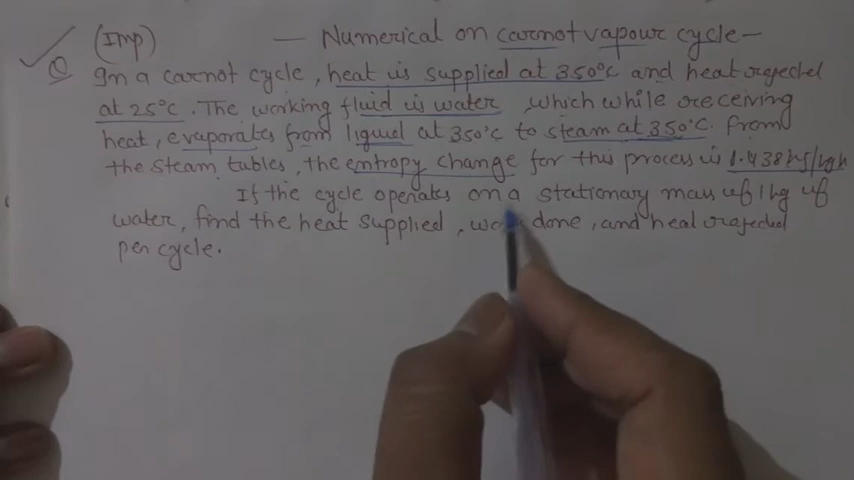 (Imp) — Numerical on carnot vapour cycle —
Q In a carnot cycle, heat is supplied at 350°C and heat rejected
at 25°C. The working fluid is water, which while receiving
heat, evaporates from liquid at 350°C to steam at 350°C. From
the steam tables, the entropy change for this process is 1.438 kJ/kgK
If the cycle operates on a stationary mass of 1 kg of
water, find the heat supplied, work done, and heat rejected
per cycle.